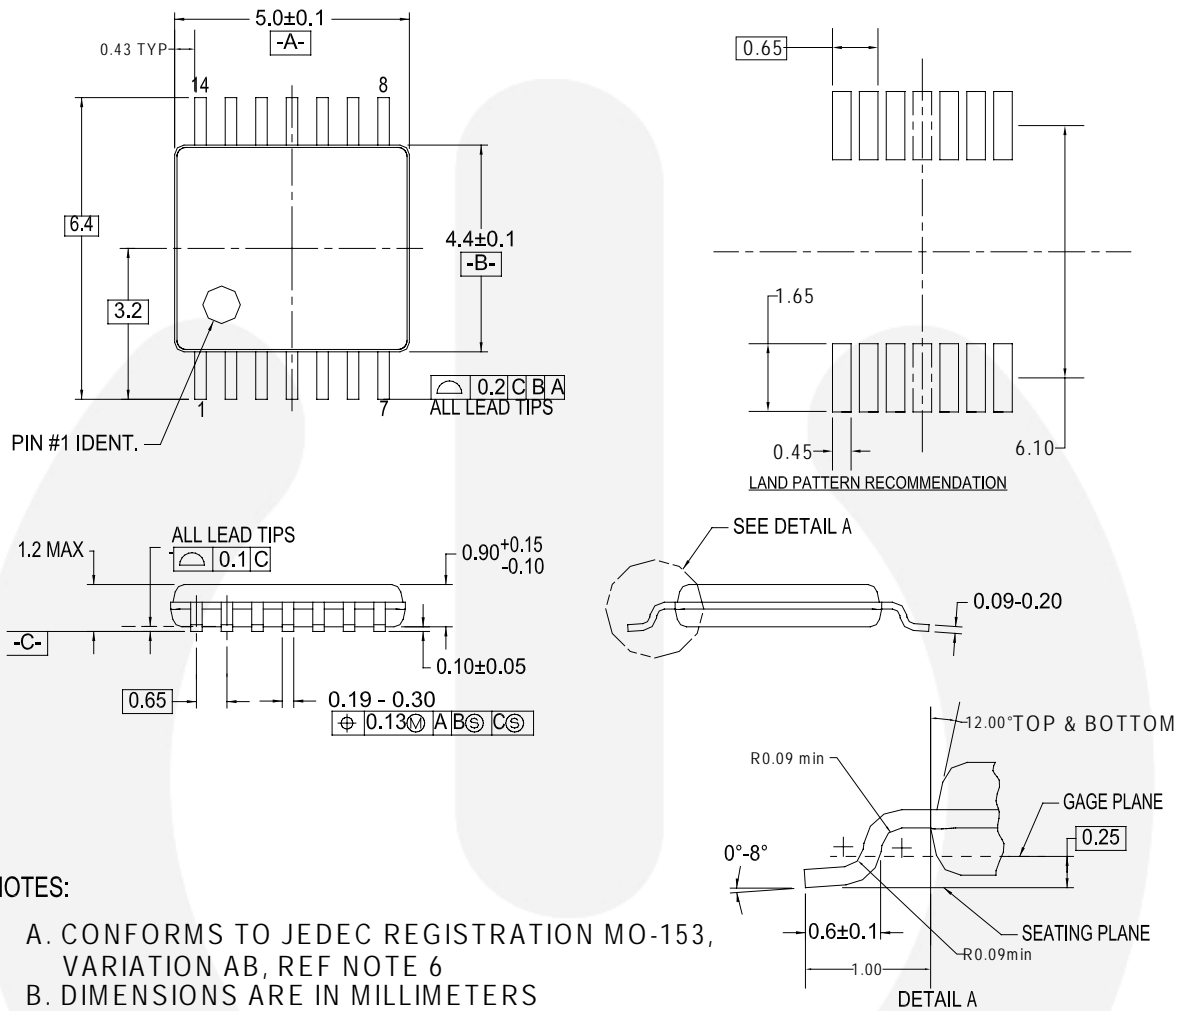 5.0±0.1
-A-
0.43 TYP
14
8
6.4
3.2
4.4±0.1
-B-
0.2 C B A
ALL LEAD TIPS
1
7
PIN #1 IDENT.
0.65
1.65
0.45
6.10
LAND PATTERN RECOMMENDATION
ALL LEAD TIPS
0.1 C
1.2 MAX
0.90 +0.15
-0.10
-C-
0.10±0.05
0.65
0.19 - 0.30
⌖ 0.13Ⓜ A BⓈ CⓈ
SEE DETAIL A
0.09-0.20
12.00° TOP & BOTTOM
R0.09 min
GAGE PLANE
0.25
0°-8°
0.6±0.1
SEATING PLANE
R0.09min
1.00
DETAIL A
NOTES:
A. CONFORMS TO JEDEC REGISTRATION MO-153,
VARIATION AB, REF NOTE 6
B. DIMENSIONS ARE IN MILLIMETERS